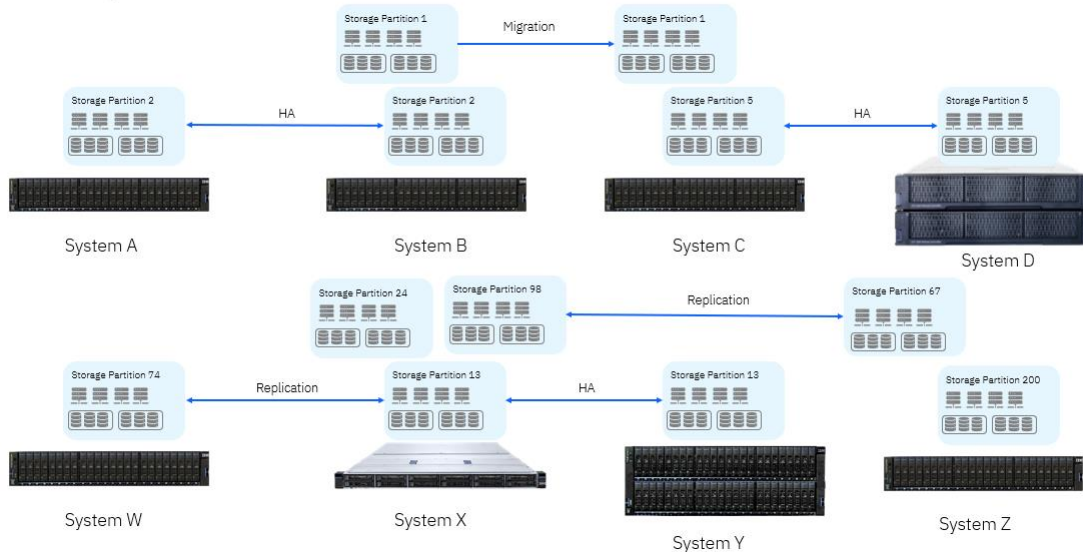 Storage Partition 1
Migration
Storage Partition 1
Storage Partition 2
HA
Storage Partition 2
Storage Partition 5
HA
Storage Partition 5
System A
System B
System C
System D
Storage Partition 24
Storage Partition 98
Replication
Storage Partition 67
Storage Partition 74
Replication
Storage Partition 13
HA
Storage Partition 13
Storage Partition 200
System W
System X
System Y
System Z